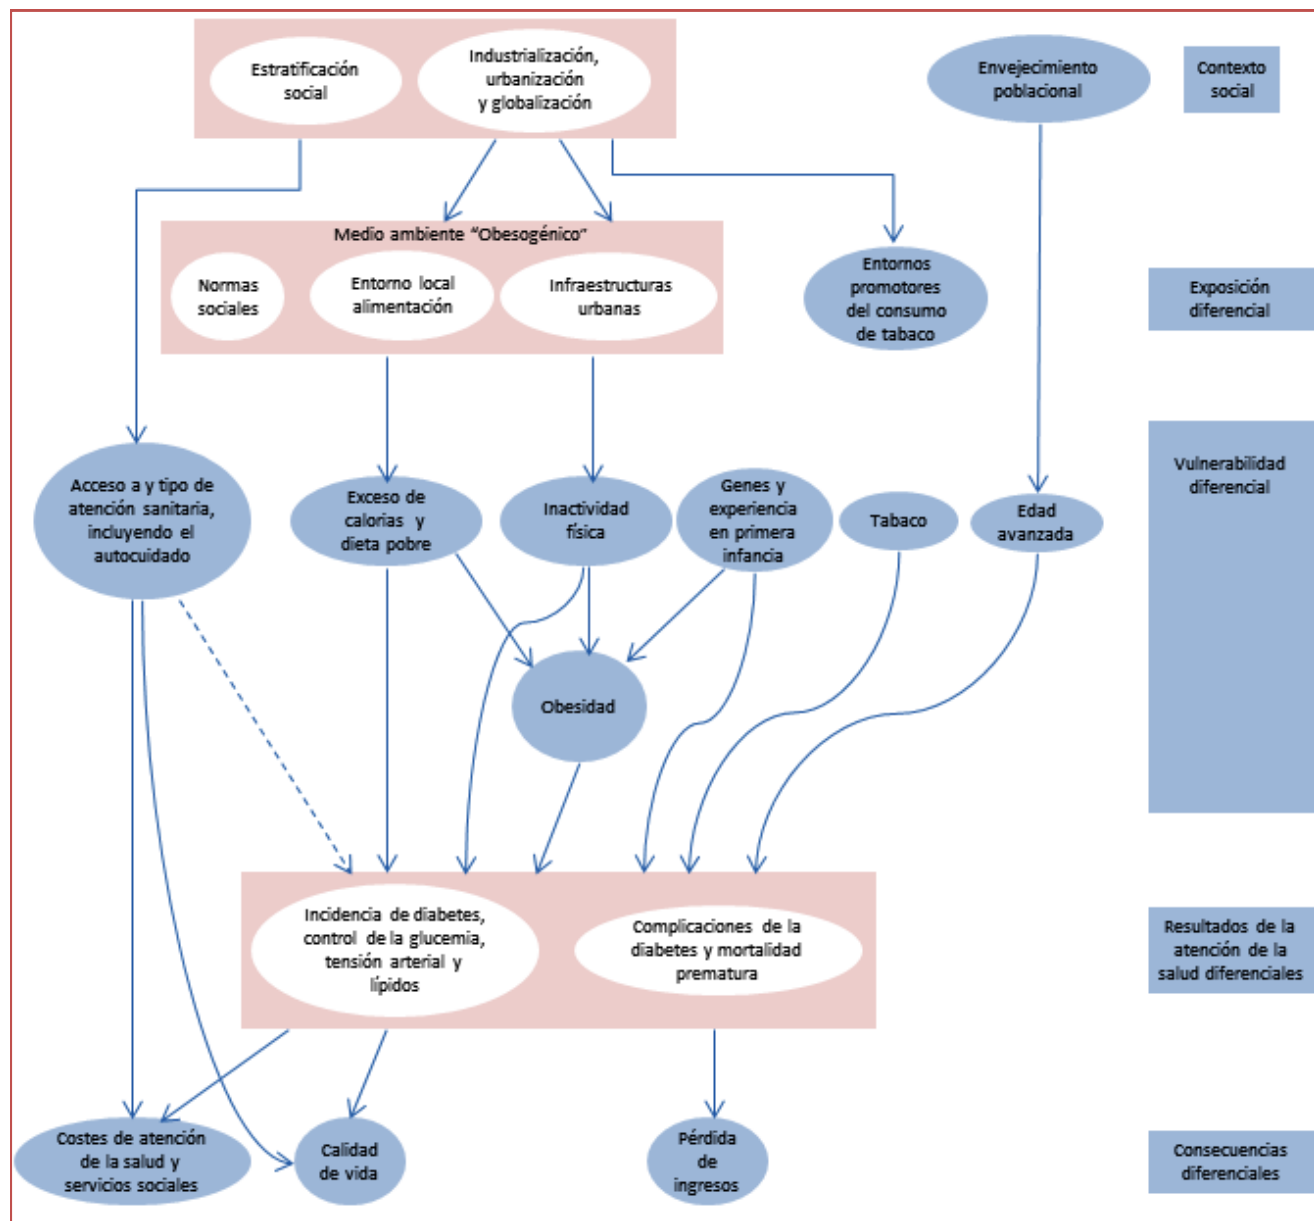 Estratificación
social
Industrialización,
urbanización
y globalización
Envejecimiento
poblacional
Contexto
social
Medio ambiente “Obesogénico”
Normas
sociales
Entorno local
alimentación
Infraestructuras
urbanas
Entornos
promotores
del consumo
de tabaco
Exposición
diferencial
Acceso a y tipo de
atención sanitaria,
incluyendo el
autocuidado
Exceso de
calorias y
dieta pobre
Inactividad
física
Genes y
experiencia
en primera
infancia
Tabaco
Edad
avanzada
Vulnerabilidad
diferencial
Obesidad
Incidencia de diabetes,
control de la glucemia,
tensión arterial y
lípidos
Complicaciones de la
diabetes y mortalidad
prematura
Resultados de la
atención de la
salud diferenciales
Costes de atención
de la salud y
servicios sociales
Calidad
de vida
Pérdida
de
ingresos
Consecuencias
diferenciales